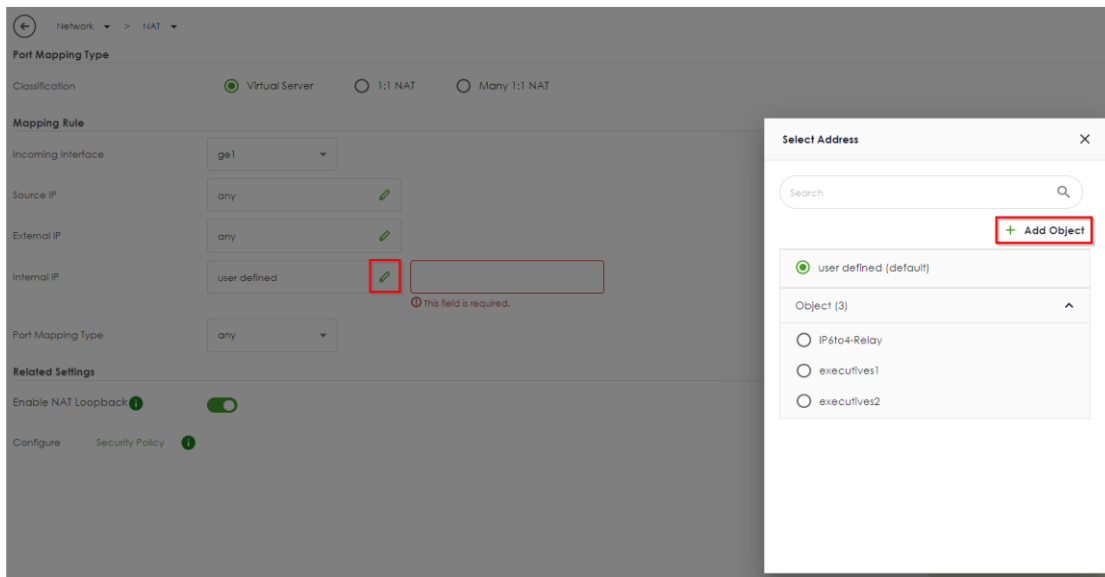 Network > NAT
Port Mapping Type
Classification Virtual Server 1:1 NAT Many 1:1 NAT
Mapping Rule
Incoming Interface ge1
Source IP any
External IP any
Internal IP user defined
This field is required.
Port Mapping Type any
Related Settings
Enable NAT Loopback
Configure Security Policy
Select Address
Search
+ Add Object
user defined (default)
Object (3)
IP6to4-Relay
executives1
executives2